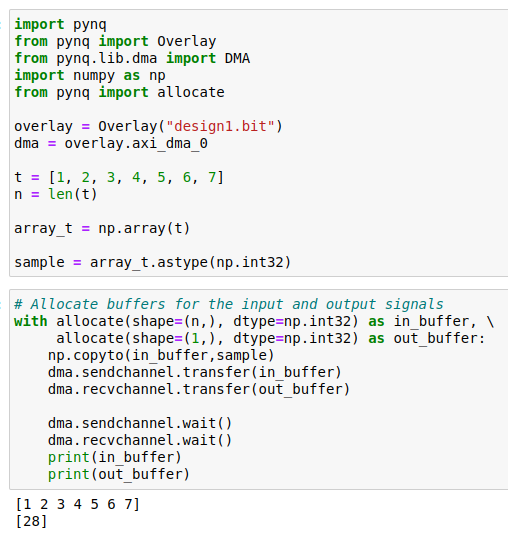 import pynq
from pynq import Overlay
from pynq.lib.dma import DMA
import numpy as np
from pynq import allocate

overlay = Overlay("design1.bit")
dma = overlay.axi_dma_0

t = [1, 2, 3, 4, 5, 6, 7]
n = len(t)

array_t = np.array(t)

sample = array_t.astype(np.int32)

# Allocate buffers for the input and output signals
with allocate(shape=(n,), dtype=np.int32) as in_buffer, \
     allocate(shape=(1,), dtype=np.int32) as out_buffer:
    np.copyto(in_buffer,sample)
    dma.sendchannel.transfer(in_buffer)
    dma.recvchannel.transfer(out_buffer)

    dma.sendchannel.wait()
    dma.recvchannel.wait()
    print(in_buffer)
    print(out_buffer)

[1 2 3 4 5 6 7]
[28]